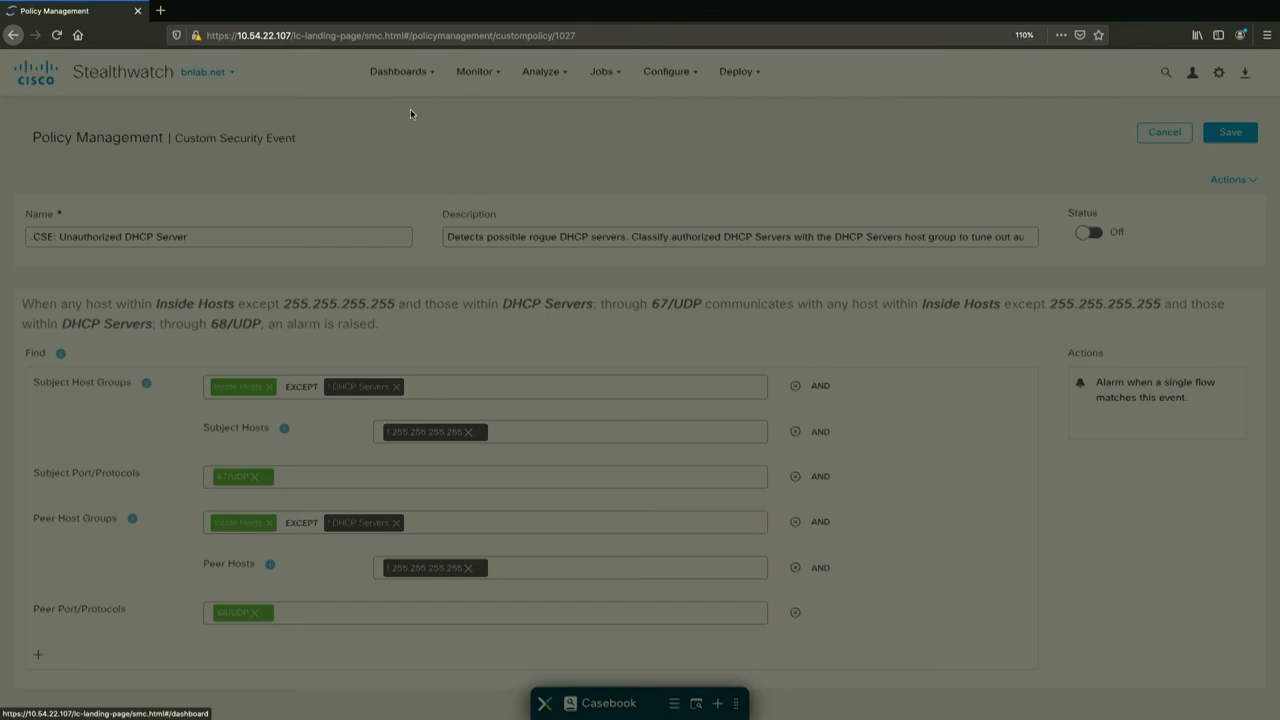 Policy Management
https://10.54.22.107/lc-landing-page/smc.html#/policymanagement/custompolicy/1027
110%
CISCO
Stealthwatch bnlab.net
Dashboards Monitor Analyze Jobs Configure Deploy
Policy Management | Custom Security Event
Cancel Save
Actions
Name *
Description
Status
.CSE: Unauthorized DHCP Server
Detects possible rogue DHCP servers. Classify authorized DHCP Servers with the DHCP Servers host group to tune out au
Off
When any host within Inside Hosts except 255.255.255.255 and those within DHCP Servers; through 67/UDP communicates with any host within Inside Hosts except 255.255.255.255 and those
within DHCP Servers; through 68/UDP, an alarm is raised.
Find
Actions
Subject Host Groups Inside Hosts EXCEPT ! DHCP Servers AND
Alarm when a single flow
matches this event.
Subject Hosts ! 255.255.255.255 AND
Subject Port/Protocols 67/UDP AND
Peer Host Groups Inside Hosts EXCEPT ! DHCP Servers AND
Peer Hosts ! 255.255.255.255 AND
Peer Port/Protocols 68/UDP
Casebook
https://10.54.22.107/lc-landing-page/smc.html#/dashboard